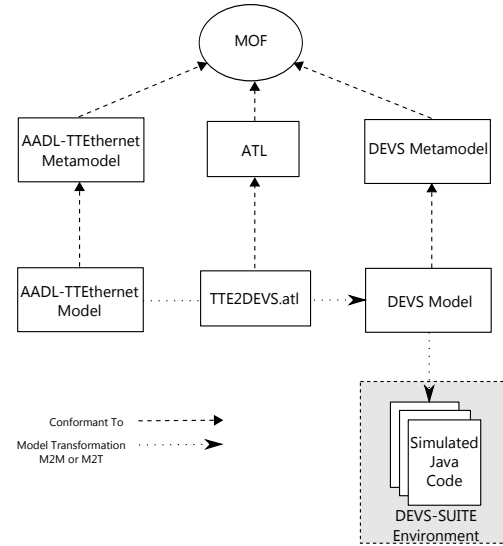 MOF
AADL-TTEthernet
Metamodel
ATL
DEVS Metamodel
AADL-TTEthernet
Model
TTE2DEVS.atl
DEVS Model
Conformant To
Model Transformation
M2M or M2T
Simulated
Java
Code
DEVS-SUITE
Environment